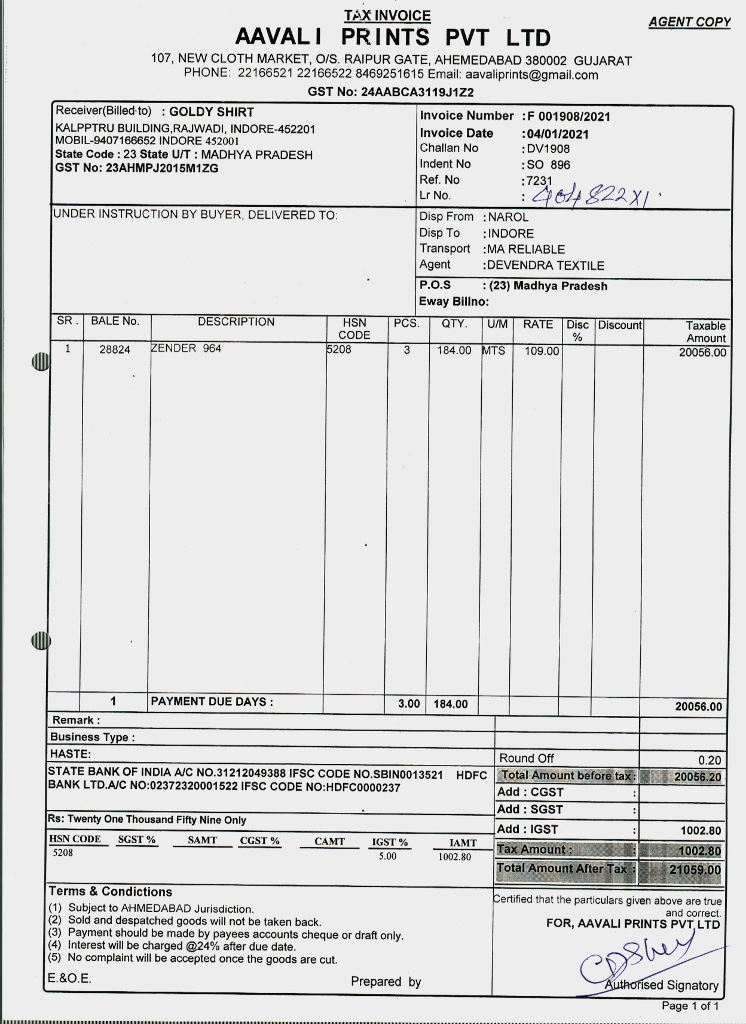 TAX INVOICE
AGENT COPY
AAVALI PRINTS PVT LTD
107, NEW CLOTH MARKET, O/S. RAIPUR GATE, AHEMEDABAD 380002 GUJARAT
PHONE: 22166521 22166522 8469251615 Email: aavaliprints@gmail.com
GST No: 24AABCA3119J1Z2
Receiver(Billed to) : GOLDY SHIRT
KALPPTRU BUILDING,RAJWADI, INDORE-452201
MOBIL-9407166652 INDORE 452001
State Code : 23 State U/T : MADHYA PRADESH
GST No: 23AHMPJ2015M1ZG
Invoice Number : F 001908/2021
Invoice Date : 04/01/2021
Challan No : DV1908
Indent No : SO 896
Ref. No : 7231
Lr No. : 404822X1
UNDER INSTRUCTION BY BUYER, DELIVERED TO:
Disp From : NAROL
Disp To : INDORE
Transport : MA RELIABLE
Agent : DEVENDRA TEXTILE
P.O.S : (23) Madhya Pradesh
Eway Billno:
SR. BALE No. DESCRIPTION HSN CODE PCS. QTY. U/M RATE Disc % Discount Taxable Amount
1 28824 ZENDER 964 5208 3 184.00 MTS 109.00 20056.00
1 PAYMENT DUE DAYS : 3.00 184.00 20056.00
Remark :
Business Type :
HASTE:
STATE BANK OF INDIA A/C NO.31212049388 IFSC CODE NO.SBIN0013521 HDFC
BANK LTD.A/C NO:02372320001522 IFSC CODE NO:HDFC0000237
Rs: Twenty One Thousand Fifty Nine Only
HSN CODE SGST % SAMT CGST % CAMT IGST % IAMT
5208 5.00 1002.80
Round Off 0.20
Total Amount before tax: 20056.20
Add : CGST :
Add : SGST :
Add : IGST : 1002.80
Tax Amount : 1002.80
Total Amount After Tax : 21059.00
Terms & Conditions
(1) Subject to AHMEDABAD Jurisdiction.
(2) Sold and despatched goods will not be taken back.
(3) Payment should be made by payees accounts cheque or draft only.
(4) Interest will be charged @24% after due date.
(5) No complaint will be accepted once the goods are cut.
E.&O.E.
Prepared by
Certified that the particulars given above are true
and correct.
FOR, AAVALI PRINTS PVT LTD
Authorised Signatory
Page 1 of 1